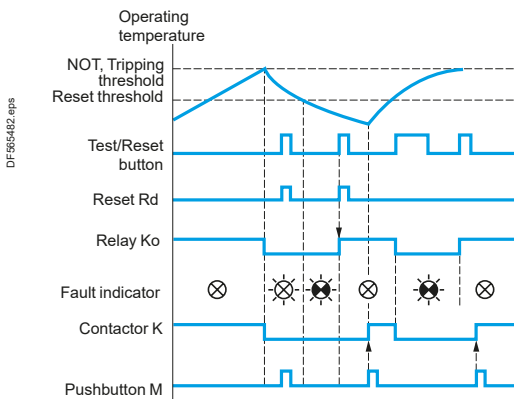 Operating
temperature
NOT, Tripping
threshold
Reset threshold
DF565482.eps
Test/Reset
button
Reset Rd
Relay Ko
Fault indicator
Contactor K
Pushbutton M